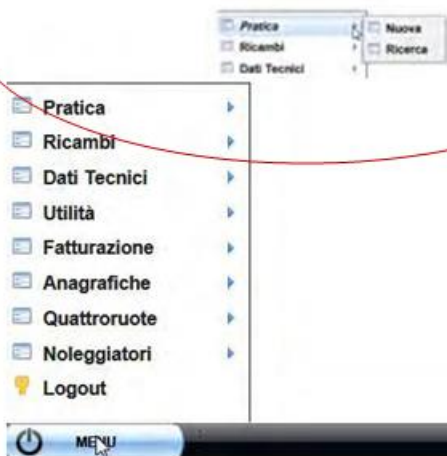 Pratica
Nuova
Ricambi
Ricerca
Dati Tecnici
Pratica
Ricambi
Dati Tecnici
Utilità
Fatturazione
Anagrafiche
Quattroruote
Noleggiatori
Logout
MENU